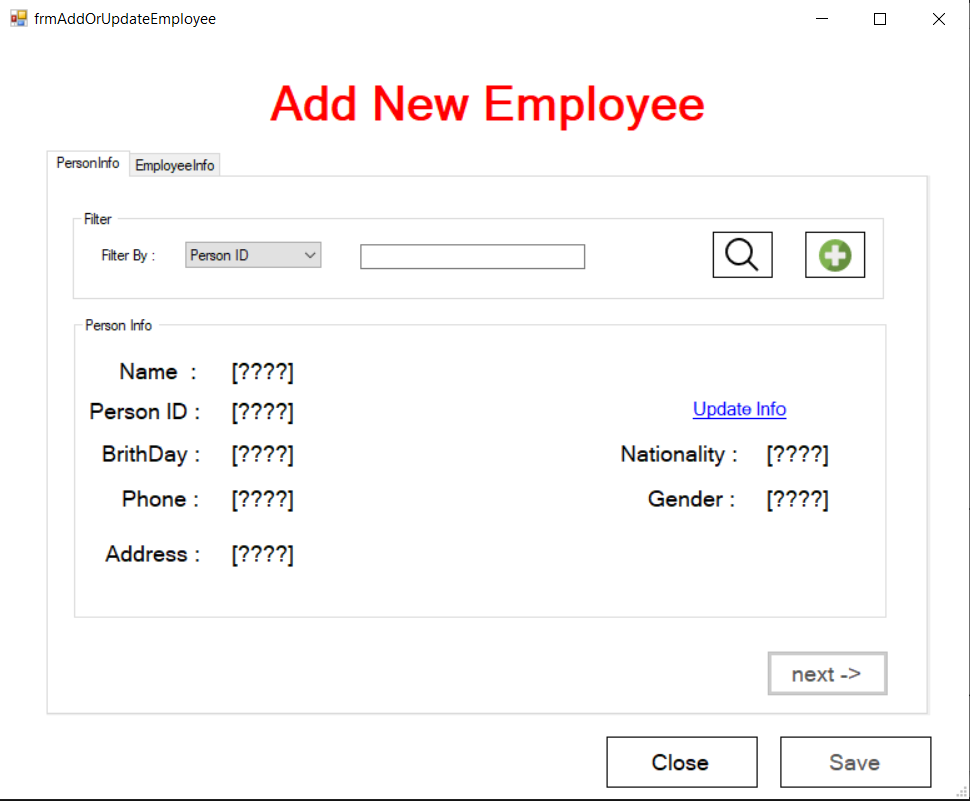 frmAddOrUpdateEmployee
Add New Employee
PersonInfo EmployeeInfo
Filter
Filter By : Person ID
Person Info
Name : [????]
Person ID : [????]
Update Info
BrithDay : [????] Nationality : [????]
Phone : [????] Gender : [????]
Address : [????]
next ->
Close Save